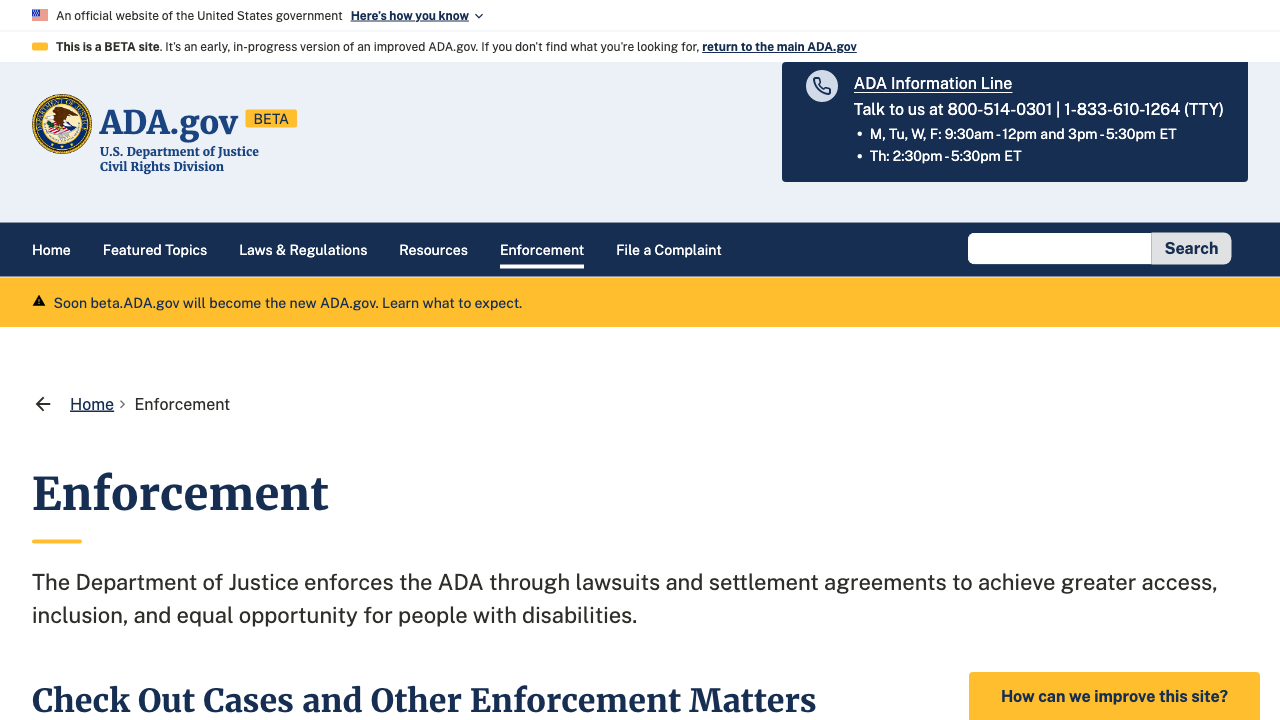 An official website of the United States government Here's how you know
This is a BETA site. It's an early, in-progress version of an improved ADA.gov. If you don't find what you're looking for, return to the main ADA.gov
ADA.gov BETA
U.S. Department of Justice
Civil Rights Division
ADA Information Line
Talk to us at 800-514-0301 | 1-833-610-1264 (TTY)
• M, Tu, W, F: 9:30am - 12pm and 3pm - 5:30pm ET
• Th: 2:30pm - 5:30pm ET
Home Featured Topics Laws & Regulations Resources Enforcement File a Complaint Search
Soon beta.ADA.gov will become the new ADA.gov. Learn what to expect.
Home > Enforcement
Enforcement
The Department of Justice enforces the ADA through lawsuits and settlement agreements to achieve greater access,
inclusion, and equal opportunity for people with disabilities.
Check Out Cases and Other Enforcement Matters
How can we improve this site?